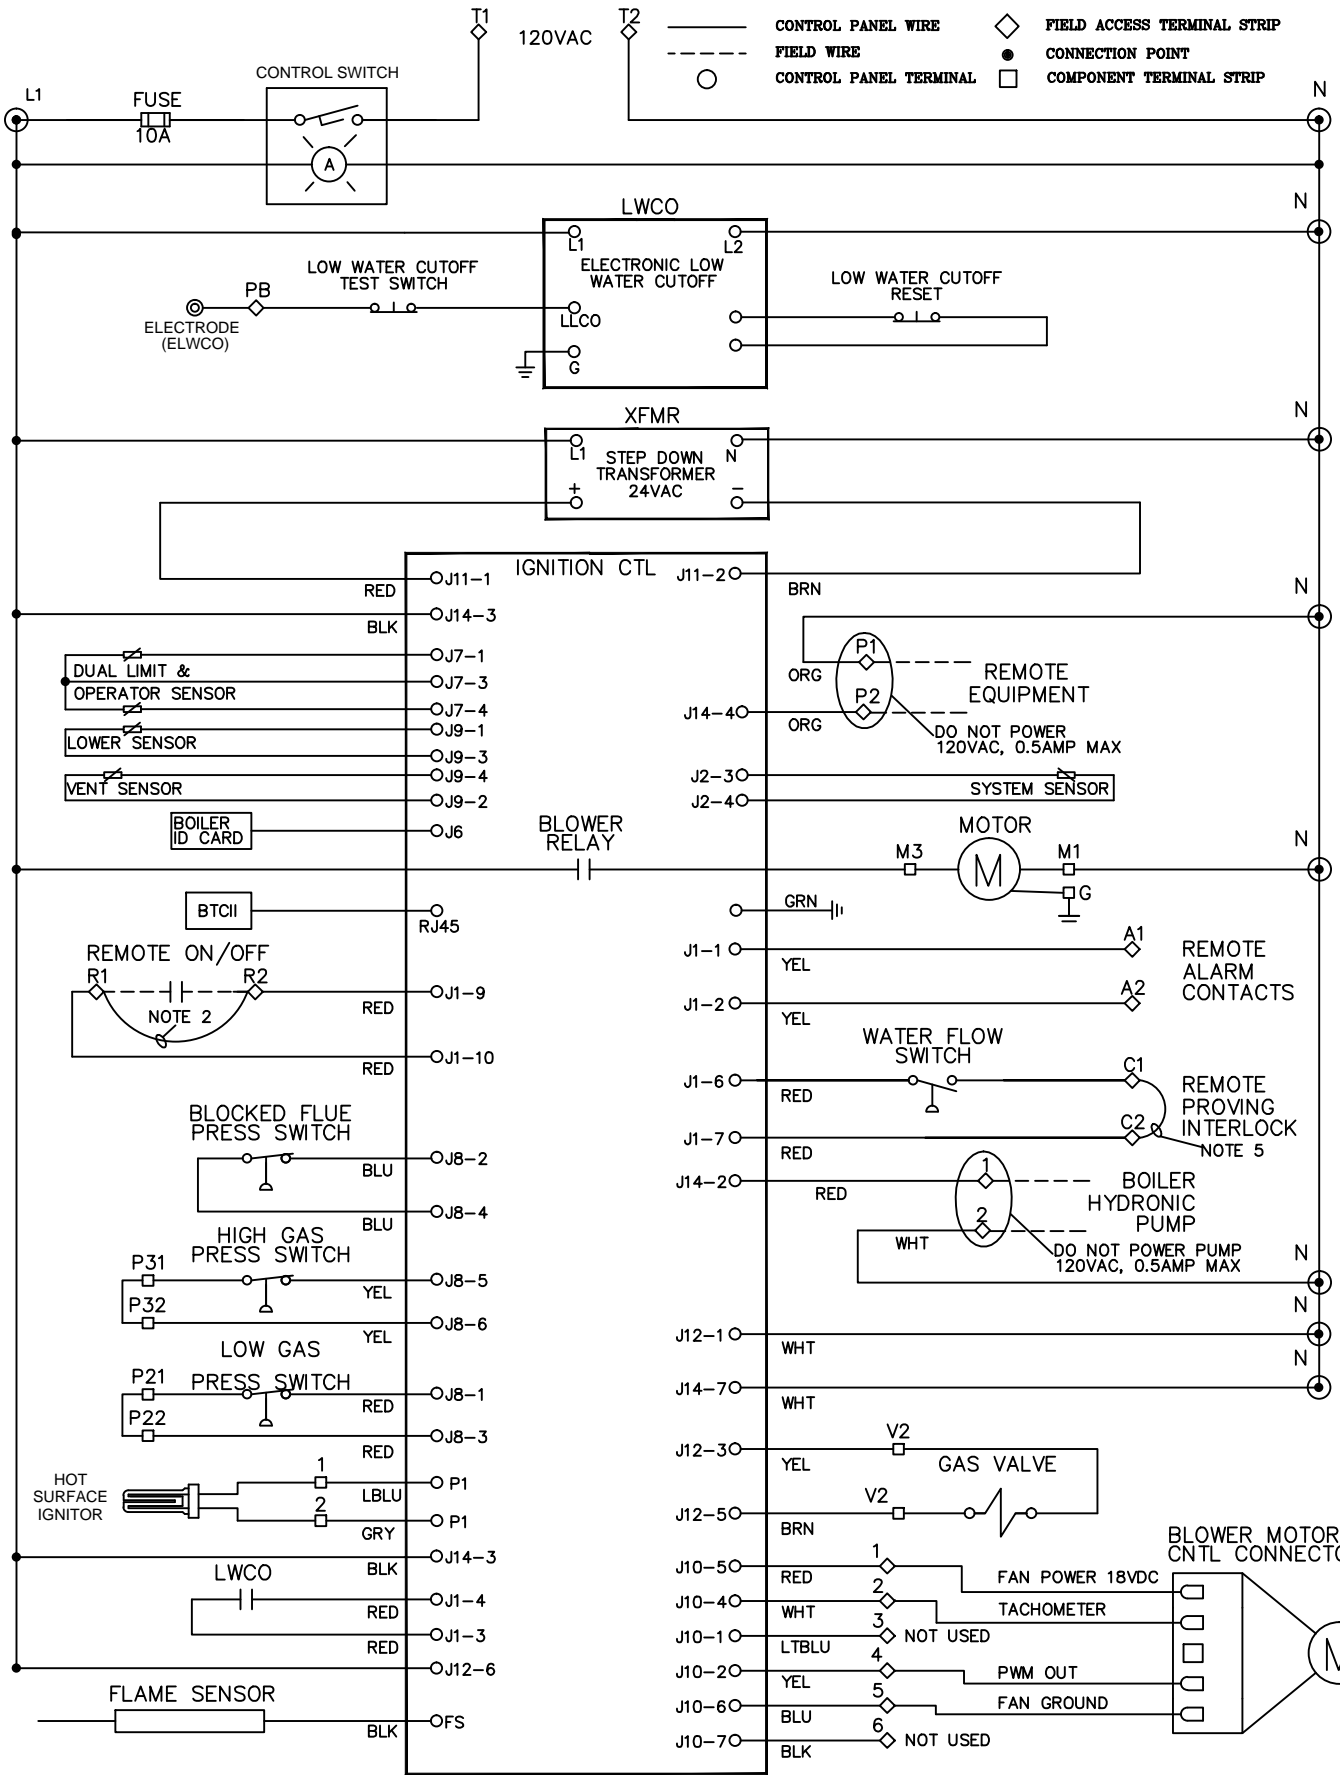 T1
120VAC
T2
CONTROL PANEL WIRE
FIELD ACCESS TERMINAL STRIP
FIELD WIRE
CONNECTION POINT
CONTROL PANEL TERMINAL
COMPONENT TERMINAL STRIP
L1
FUSE
10A
CONTROL SWITCH
A
N
LWCO
N
L1
L2
ELECTRONIC LOW
WATER CUTOFF
LOW WATER CUTOFF
TEST SWITCH
PB
ELECTRODE
(ELWCO)
LLCO
G
LOW WATER CUTOFF
RESET
XFMR
N
L1
N
STEP DOWN
TRANSFORMER
24VAC
+
-
IGNITION CTL
RED
J11-1
J11-2
BRN
BLK
J14-3
N
DUAL LIMIT &
OPERATOR SENSOR
J7-1
J7-3
J7-4
LOWER SENSOR
J9-1
J9-3
VENT SENSOR
J9-4
J9-2
BOILER
ID CARD
J6
P1
ORG
REMOTE
EQUIPMENT
P2
J14-4
ORG
DO NOT POWER
120VAC, 0.5AMP MAX
J2-3
J2-4
SYSTEM SENSOR
BLOWER
RELAY
MOTOR
M3
M
M1
G
N
BTCII
RJ45
GRN
REMOTE ON/OFF
R1
R2
NOTE 2
RED
J1-9
RED
J1-10
J1-1
YEL
A1
REMOTE
ALARM
CONTACTS
J1-2
YEL
A2
WATER FLOW
SWITCH
J1-6
RED
C1
REMOTE
PROVING
INTERLOCK
J1-7
RED
C2
NOTE 5
BLOCKED FLUE
PRESS SWITCH
BLU
J8-2
BLU
J8-4
J14-2
RED
1
BOILER
HYDRONIC
PUMP
2
WHT
DO NOT POWER PUMP
120VAC, 0.5AMP MAX
N
HIGH GAS
PRESS SWITCH
P31
YEL
J8-5
P32
YEL
J8-6
J12-1
WHT
N
LOW GAS
PRESS SWITCH
P21
RED
J8-1
P22
RED
J8-3
J14-7
WHT
N
HOT
SURFACE
IGNITOR
1
LBLU
P1
2
GRY
P1
J12-3
YEL
V2
GAS VALVE
J12-5
BRN
V2
BLK
J14-3
LWCO
RED
J1-4
RED
J1-3
J12-6
FLAME SENSOR
BLK
FS
BLOWER MOTOR
CNTL CONNECTO
J10-5
RED
1
FAN POWER 18VDC
J10-4
WHT
2
TACHOMETER
J10-1
LTBLU
3
NOT USED
J10-2
YEL
4
PWM OUT
J10-6
BLU
5
FAN GROUND
J10-7
BLK
6
NOT USED
M